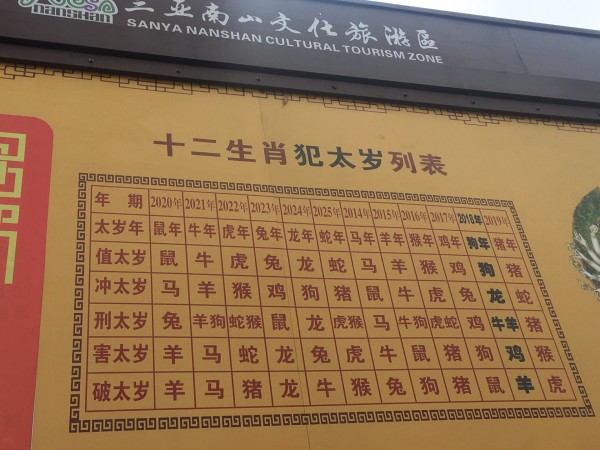 nanshan 三亚南山文化旅游區
SANYA NANSHAN CULTURAL TOURISM ZONE
十二生肖犯太岁列表
年 期 2020年 2021年 2022年 2023年 2024年 2025年 2014年 2015年 2016年 2017年 2018年 2019年
太岁年 鼠年 牛年 虎年 兔年 龙年 蛇年 马年 羊年 猴年 鸡年 狗年 猪年
值太岁 鼠 牛 虎 兔 龙 蛇 马 羊 猴 鸡 狗 猪
冲太岁 马 羊 猴 鸡 狗 猪 鼠 牛 虎 兔 龙 蛇
刑太岁 兔 羊狗 蛇猴 鼠 龙 虎猴 马 牛狗 虎蛇 鸡 牛羊 猪
害太岁 羊 马 蛇 龙 兔 虎 牛 鼠 猪 狗 鸡 猴
破太岁 羊 马 猪 龙 牛 猴 兔 狗 猪 鼠 羊 虎